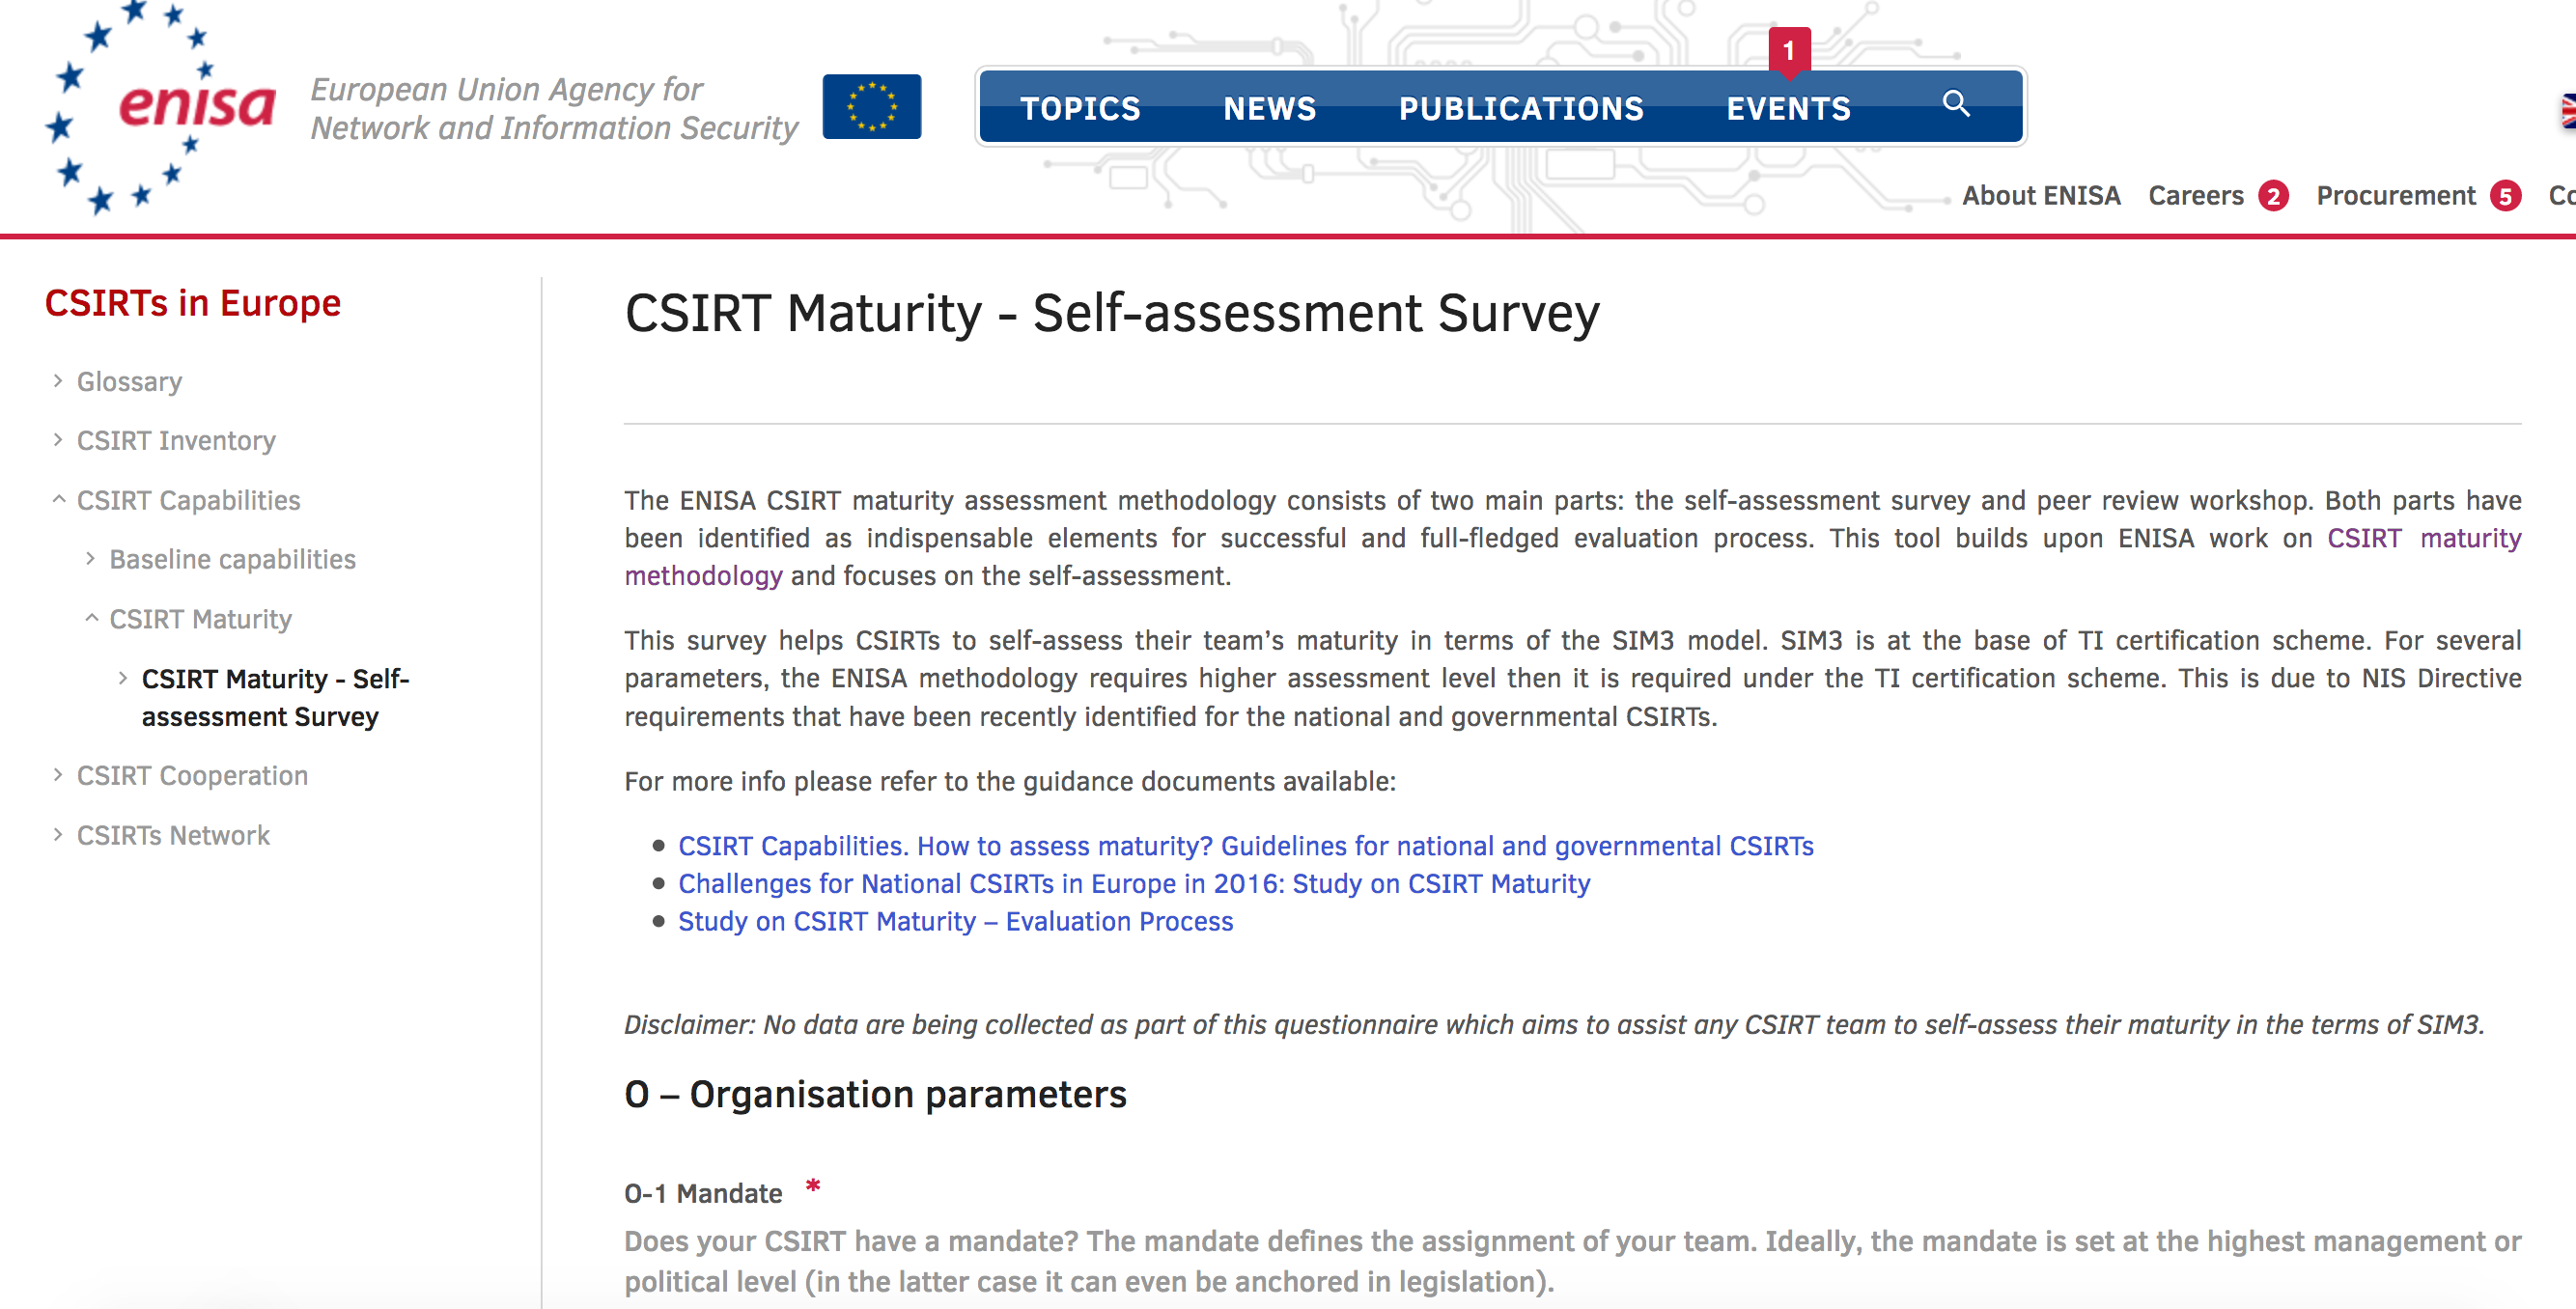 enisa
European Union Agency for
Network and Information Security
1
TOPICS NEWS PUBLICATIONS EVENTS
About ENISA Careers 2 Procurement 5
CSIRTs in Europe
Glossary
CSIRT Inventory
CSIRT Capabilities
Baseline capabilities
CSIRT Maturity
CSIRT Maturity - Self-
assessment Survey
CSIRT Cooperation
CSIRTs Network
CSIRT Maturity - Self-assessment Survey
The ENISA CSIRT maturity assessment methodology consists of two main parts: the self-assessment survey and peer review workshop. Both parts have
been identified as indispensable elements for successful and full-fledged evaluation process. This tool builds upon ENISA work on CSIRT maturity
methodology and focuses on the self-assessment.
This survey helps CSIRTs to self-assess their team’s maturity in terms of the SIM3 model. SIM3 is at the base of TI certification scheme. For several
parameters, the ENISA methodology requires higher assessment level then it is required under the TI certification scheme. This is due to NIS Directive
requirements that have been recently identified for the national and governmental CSIRTs.
For more info please refer to the guidance documents available:
• CSIRT Capabilities. How to assess maturity? Guidelines for national and governmental CSIRTs
• Challenges for National CSIRTs in Europe in 2016: Study on CSIRT Maturity
• Study on CSIRT Maturity – Evaluation Process
Disclaimer: No data are being collected as part of this questionnaire which aims to assist any CSIRT team to self-assess their maturity in the terms of SIM3.
O – Organisation parameters
O-1 Mandate *
Does your CSIRT have a mandate? The mandate defines the assignment of your team. Ideally, the mandate is set at the highest management or
political level (in the latter case it can even be anchored in legislation).